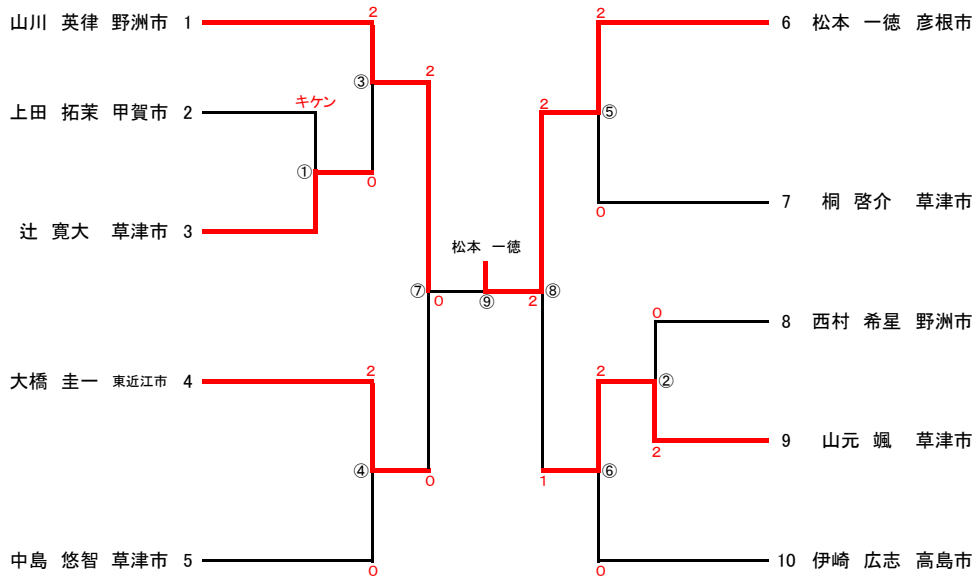 山川 英律 野洲市 1
上田 拓茉 甲賀市 2
辻 寛大 草津市 3
大橋 圭一 東近江市 4
中島 悠智 草津市 5
キケン
①
2
③
0
2
④
0
2
⑦
0
0
松本 一徳
⑨
2
⑧
2
1
2
⑤
0
2
⑥
0
0
②
2
6 松本 一徳 彦根市
7 桐 啓介 草津市
8 西村 希星 野洲市
9 山元 颯 草津市
10 伊崎 広志 高島市